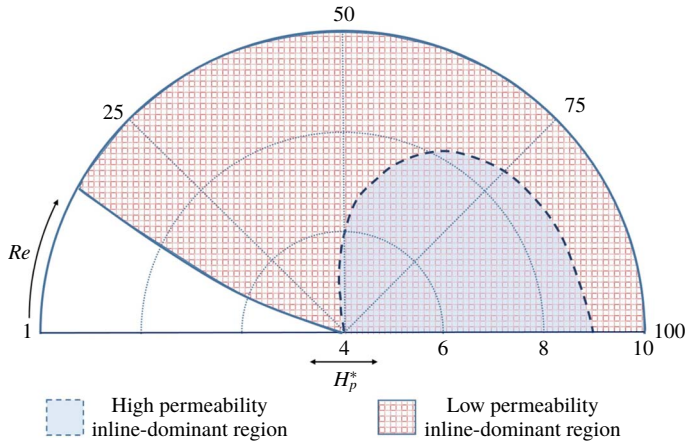 50
25
75
Re
1
4
6
8
10
100
H*p
High permeability
inline-dominant region
Low permeability
inline-dominant region